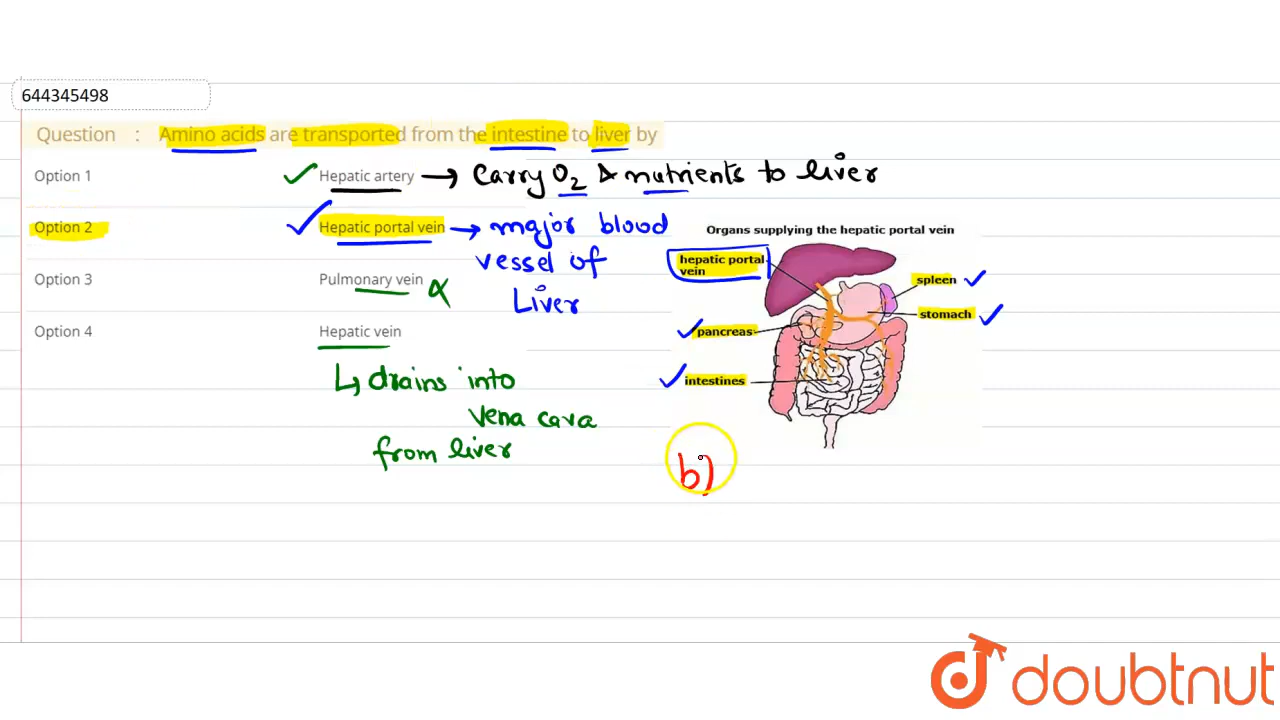 644345498
Question : Amino acids are transported from the intestine to liver by
Option 1 Hepatic artery → Carry O2 & nutrients to liver
Option 2 Hepatic portal vein → major blood
vessel of
Liver
Option 3 Pulmonary vein
Option 4 Hepatic vein
↳ drains into
vena cava
from liver
Organs supplying the hepatic portal vein
hepatic portal
vein
spleen
stomach
pancreas
intestines
b)
doubtnut